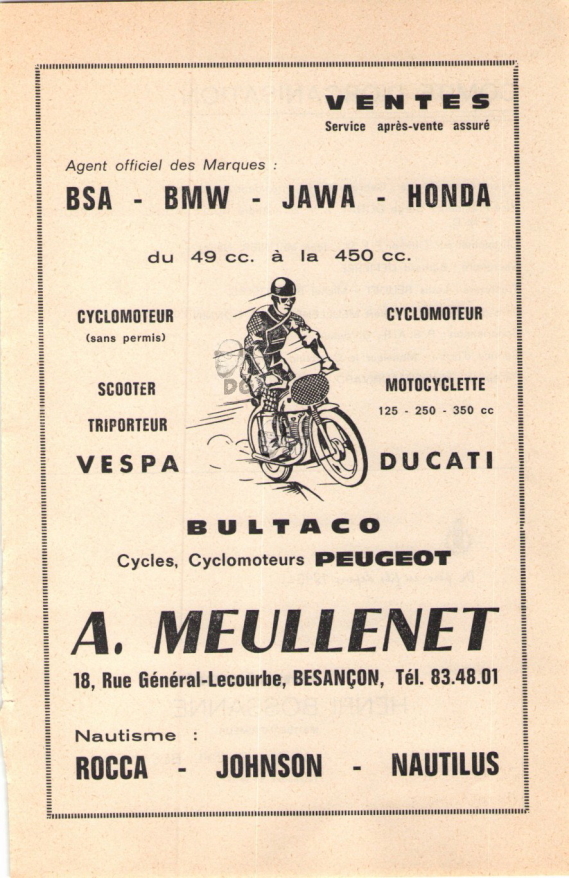 VENTES
Service après-vente assuré
Agent officiel des Marques :
BSA - BMW - JAWA - HONDA
du 49 cc. à la 450 cc.
CYCLOMOTEUR
(sans permis)
SCOOTER
TRIPORTEUR
VESPA
CYCLOMOTEUR
MOTOCYCLETTE
125 - 250 - 350 cc
DUCATI
BULTACO
Cycles, Cyclomoteurs PEUGEOT
A. MEULLENET
18, Rue Général-Lecourbe, BESANÇON, Tél. 83.48.01
Nautisme :
ROCCA - JOHNSON - NAUTILUS